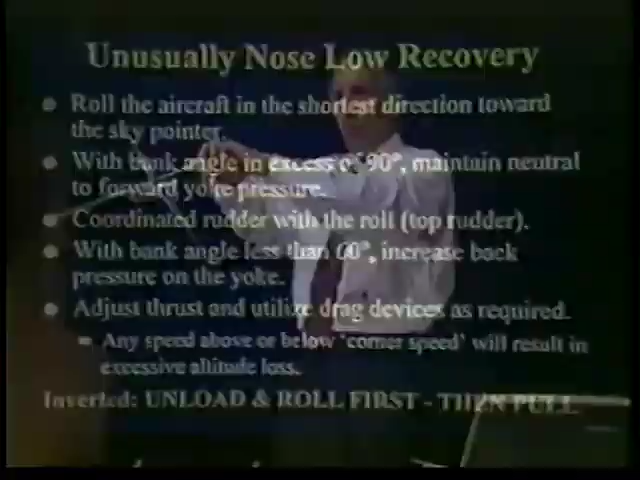 Unusually Nose Low Recovery
Roll the aircraft in the shortest direction toward
the sky pointer.
With bank angle in excess of 90°, maintain neutral
to forward yoke pressure.
Coordinated rudder with the roll (top rudder).
With bank angle less than 60°, increase back
pressure on the yoke.
Adjust thrust and utilize drag devices as required.
Any speed above or below 'corner speed' will result in
excessive altitude loss.
Inverted: UNLOAD & ROLL FIRST - THEN PULL